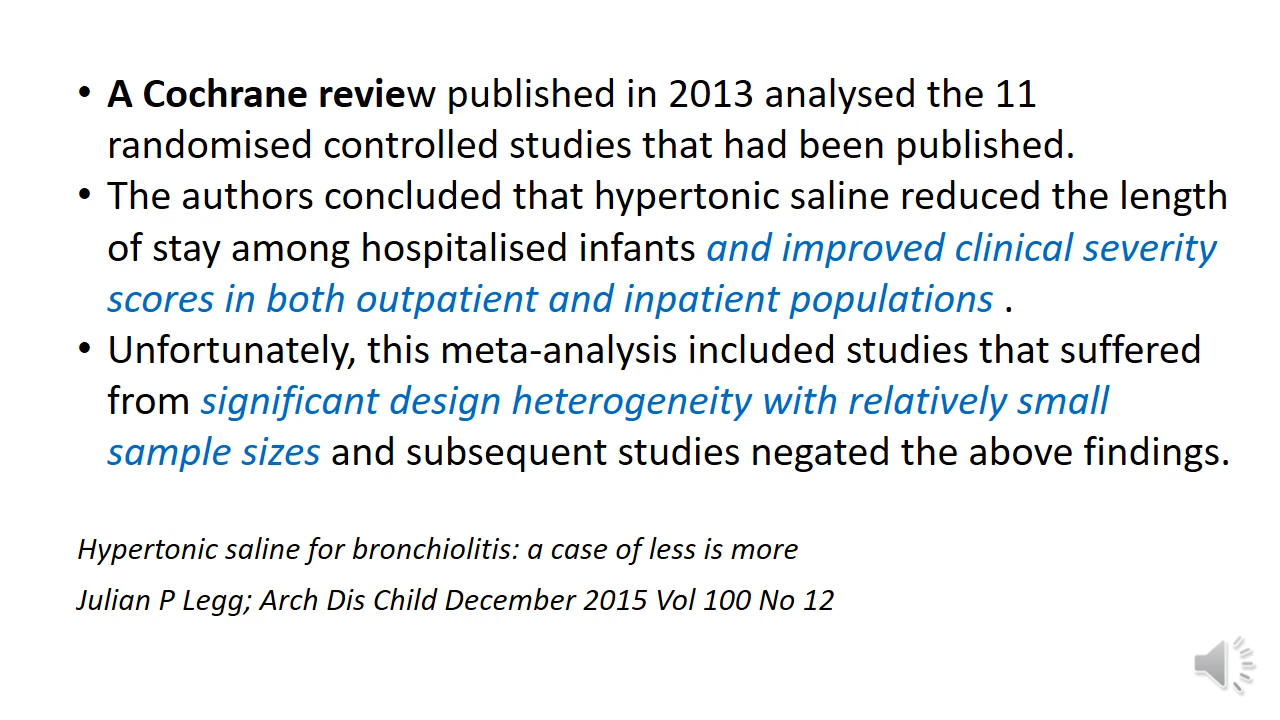 • A Cochrane review published in 2013 analysed the 11
randomised controlled studies that had been published.
• The authors concluded that hypertonic saline reduced the length
of stay among hospitalised infants and improved clinical severity
scores in both outpatient and inpatient populations .
• Unfortunately, this meta-analysis included studies that suffered
from significant design heterogeneity with relatively small
sample sizes and subsequent studies negated the above findings.
Hypertonic saline for bronchiolitis: a case of less is more
Julian P Legg; Arch Dis Child December 2015 Vol 100 No 12